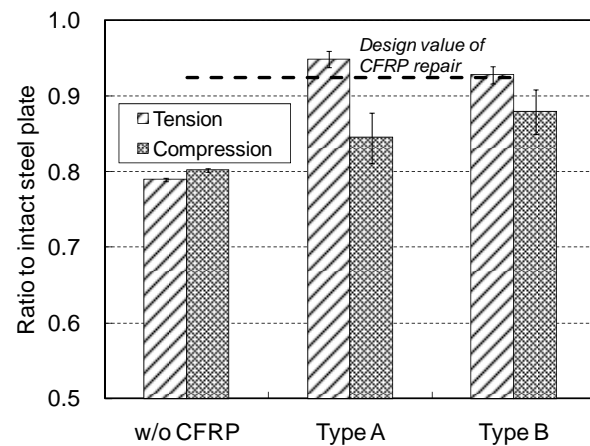 1.0
0.9
0.8
0.7
0.6
0.5
Ratio to intact steel plate
Design value of
CFRP repair
Tension
Compression
w/o CFRP Type A Type B